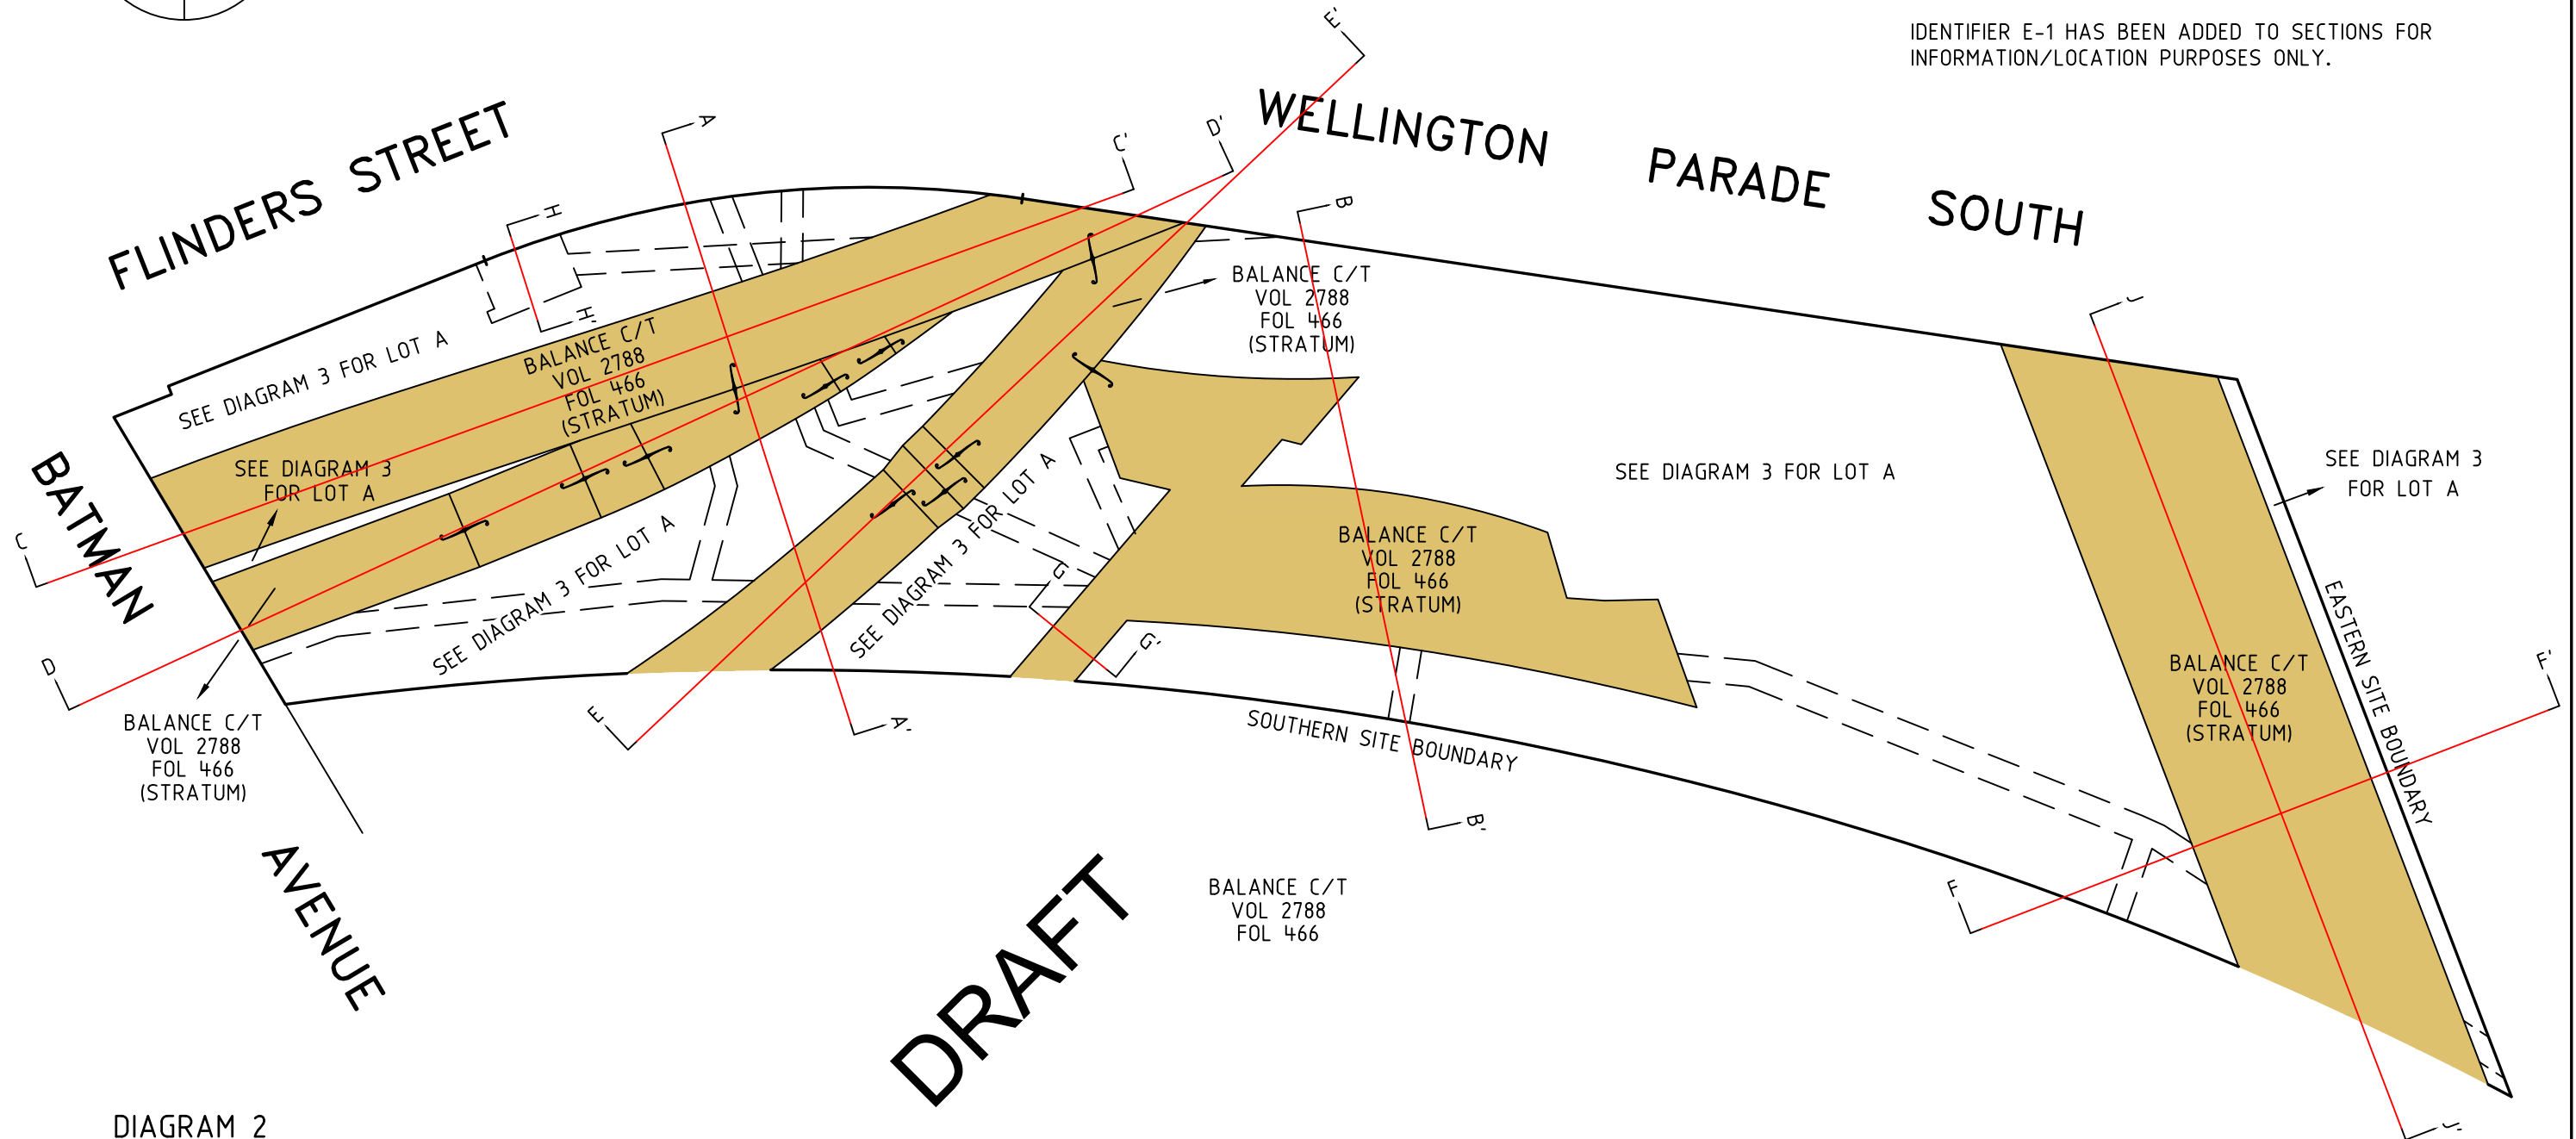 IDENTIFIER E-1 HAS BEEN ADDED TO SECTIONS FOR
INFORMATION/LOCATION PURPOSES ONLY.
FLINDERS STREET
WELLINGTON PARADE SOUTH
E'
A
C'
D'
H
B
H'
J
SEE DIAGRAM 3 FOR LOT A
BALANCE C/T
VOL 2788
FOL 466
(STRATUM)
BALANCE C/T
VOL 2788
FOL 466
(STRATUM)
BATMAN
SEE DIAGRAM 3
FOR LOT A
SEE DIAGRAM 3 FOR LOT A
SEE DIAGRAM 3
FOR LOT A
C
SEE DIAGRAM 3 FOR LOT A
SEE DIAGRAM 3 FOR LOT A
G
G'
BALANCE C/T
VOL 2788
FOL 466
(STRATUM)
EASTERN SITE BOUNDARY
D
E
A'
F'
BALANCE C/T
VOL 2788
FOL 466
(STRATUM)
BALANCE C/T
VOL 2788
FOL 466
(STRATUM)
SOUTHERN SITE BOUNDARY
B'
F
AVENUE
DRAFT
BALANCE C/T
VOL 2788
FOL 466
DIAGRAM 2
J'